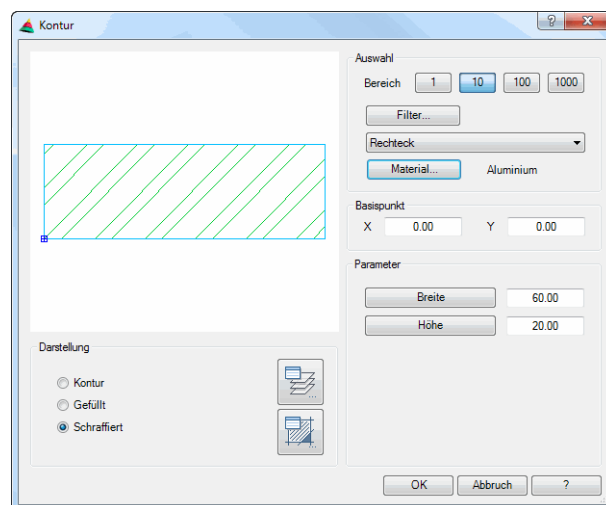 Kontur
?
Auswahl
Bereich 1 10 100 1000
Filter...
Rechteck
Material... Aluminium
Basispunkt
X 0.00 Y 0.00
Parameter
Breite 60.00
Höhe 20.00
Darstellung
Kontur
Gefüllt
Schraffiert
...
...
OK Abbruch ?